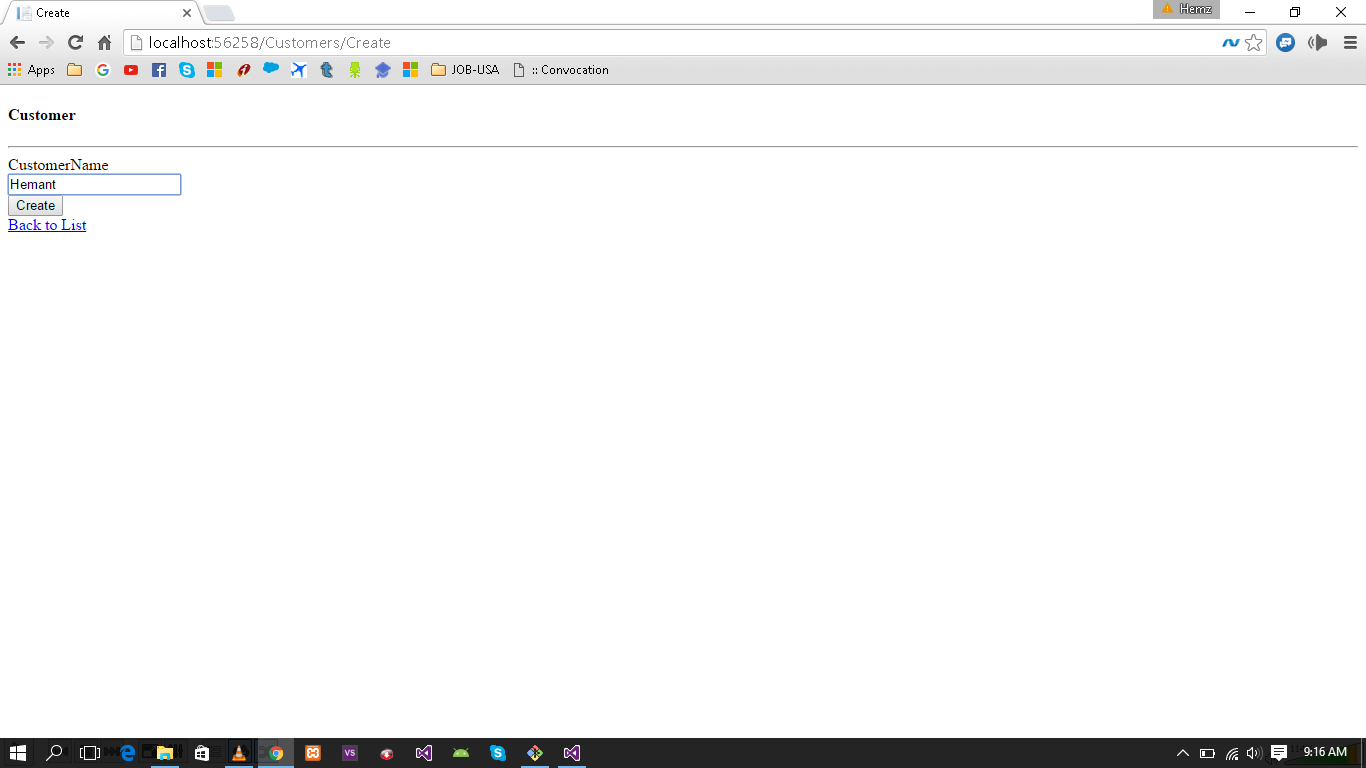 Create
Hemz
localhost:56258/Customers/Create
Apps
JOB-USA
:: Convocation
Customer
CustomerName
Hemant
Create
Back to List
VS
9:16 AM